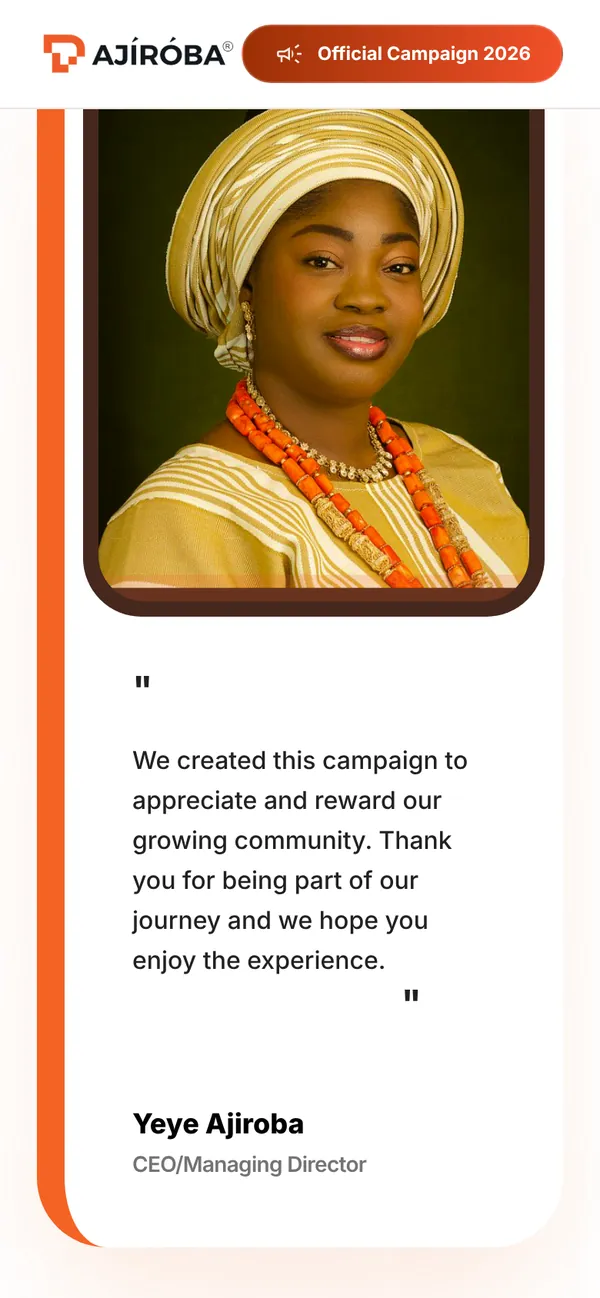 AJÍRÓBA®
Official Campaign 2026
"
We created this campaign to
appreciate and reward our
growing community. Thank
you for being part of our
journey and we hope you
enjoy the experience.
"
Yeye Ajiroba
CEO/Managing Director